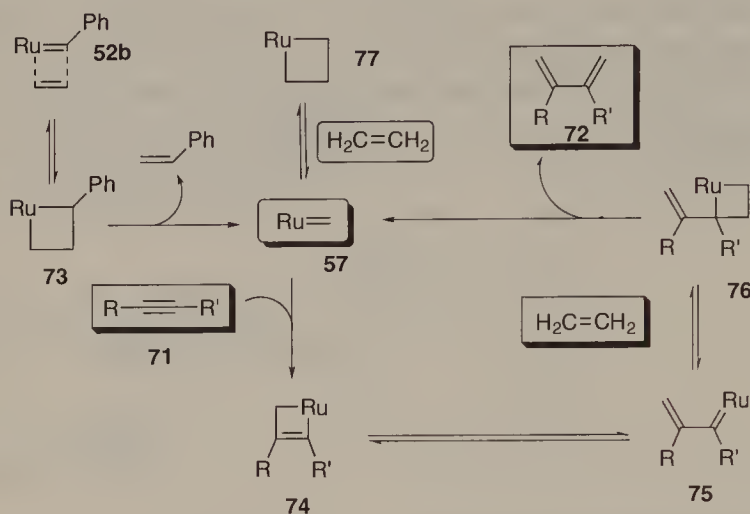 Ru
Ph
52b
Ru
77
H₂C=CH₂
R
R'
72
Ph
Ru
Ph
73
Ru
57
R
R'
71
H₂C=CH₂
Ru
R
R'
76
Ru
R
R'
74
Ru
R
R'
75